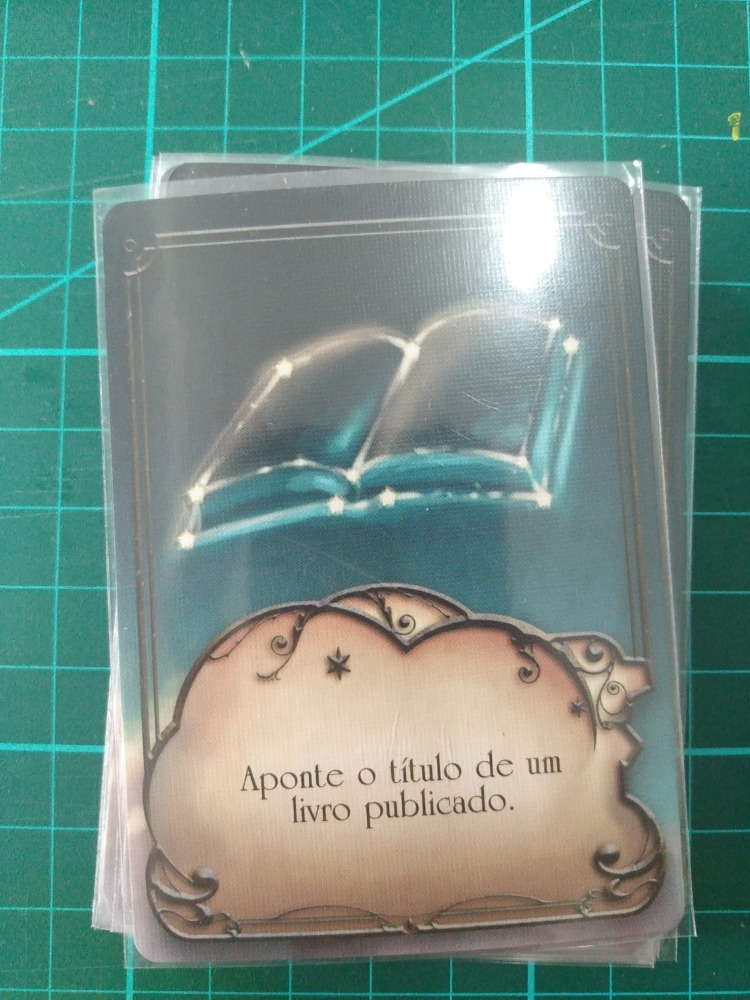 Aponte o título de um
livro publicado.